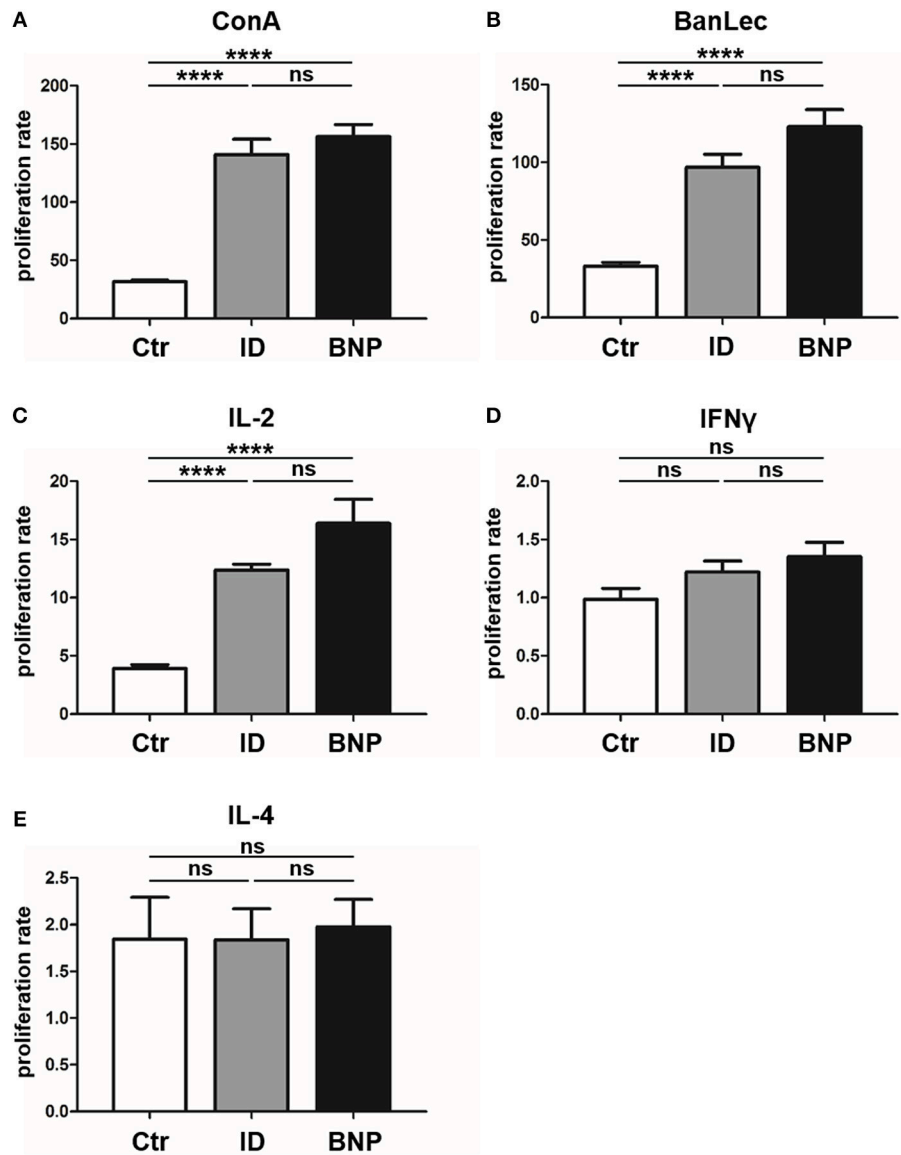 A
ConA
****
**** ns
proliferation rate
200
150
100
50
0
Ctr ID BNP
B
BanLec
****
**** ns
proliferation rate
150
100
50
0
Ctr ID BNP
C
IL-2
****
**** ns
proliferation rate
20
15
10
5
0
Ctr ID BNP
D
IFNγ
ns
ns ns
proliferation rate
2.0
1.5
1.0
0.5
0.0
Ctr ID BNP
E
IL-4
ns
ns ns
proliferation rate
2.5
2.0
1.5
1.0
0.5
0.0
Ctr ID BNP